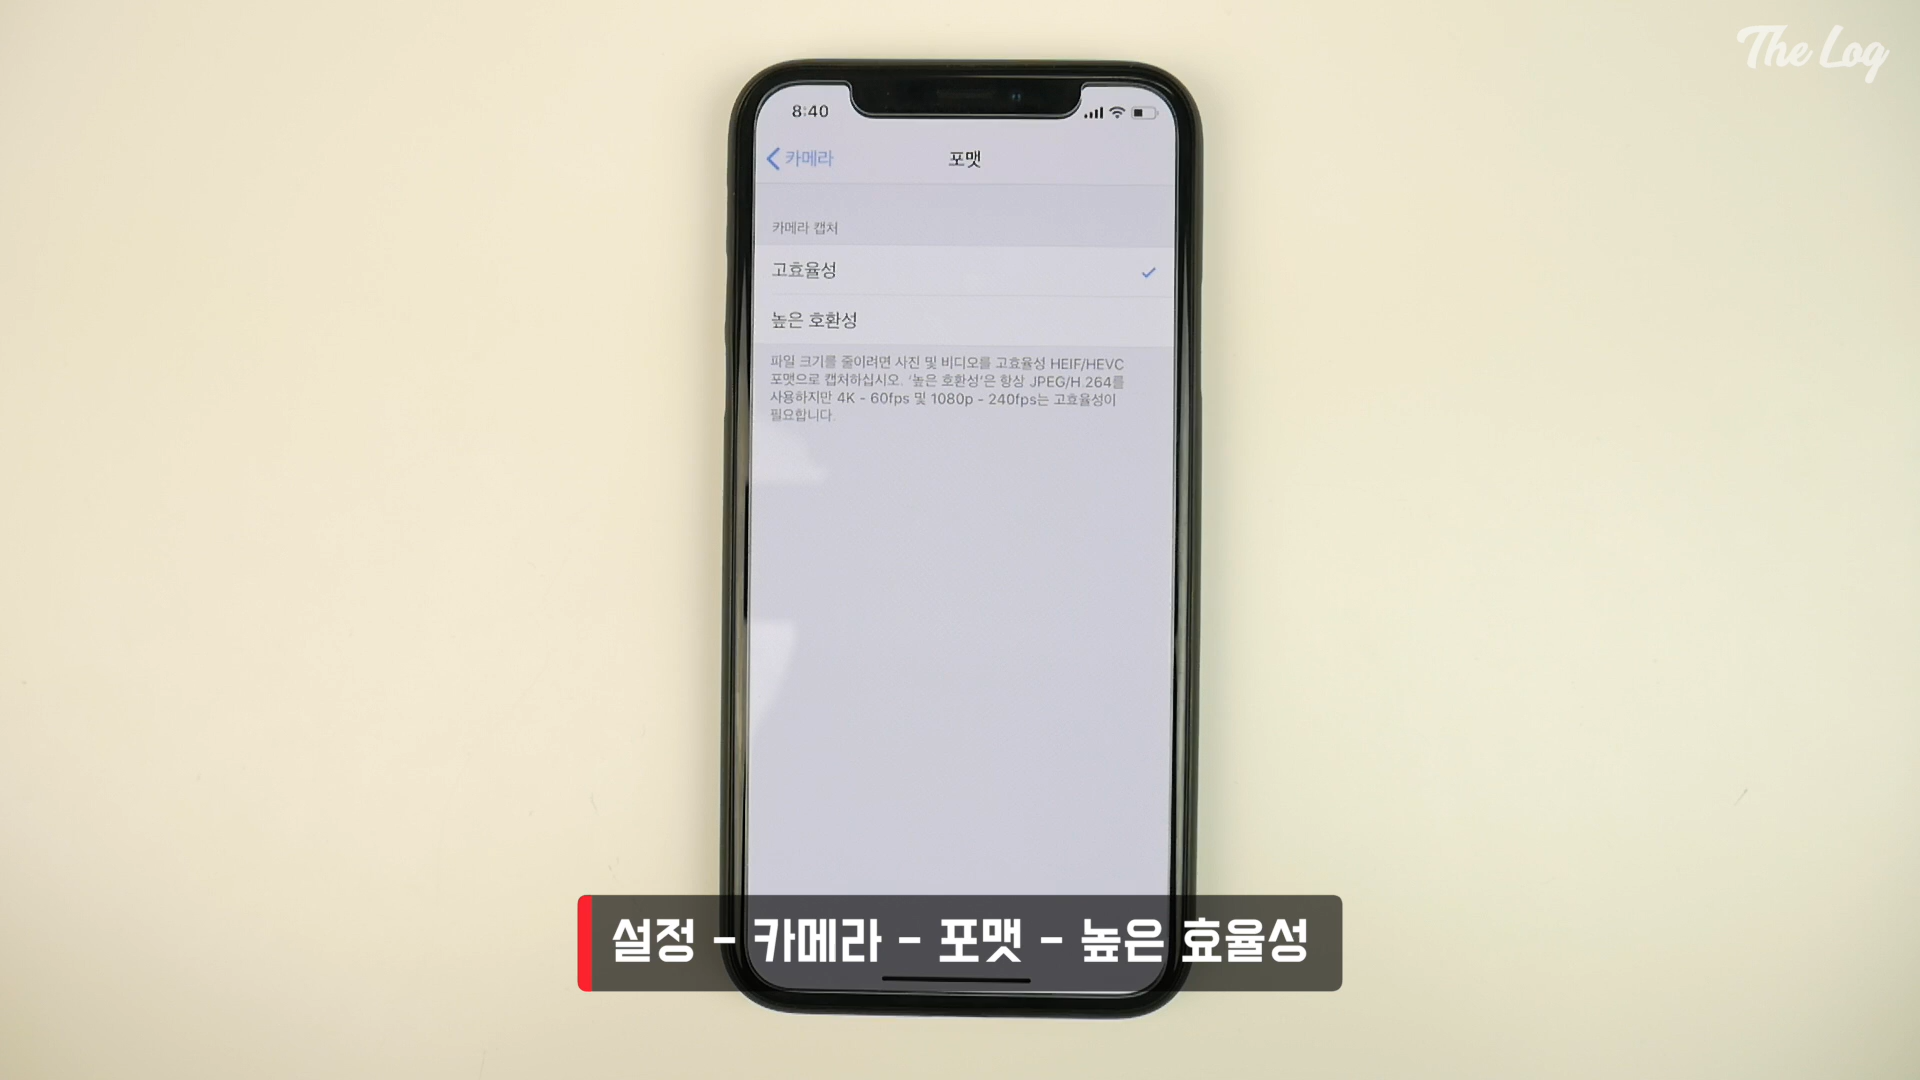 The Log
8:40
카메라
포맷
카메라 캡처
고효율성
높은 호환성
파일 크기를 줄이려면 사진 및 비디오를 고효율성 HEIF/HEVC
포맷으로 캡처하십시오. '높은 호환성'은 항상 JPEG/H.264를
사용하지만 4K - 60fps 및 1080p - 240fps는 고효율성이
필요합니다.
설정 - 카메라 - 포맷 - 높은 효율성